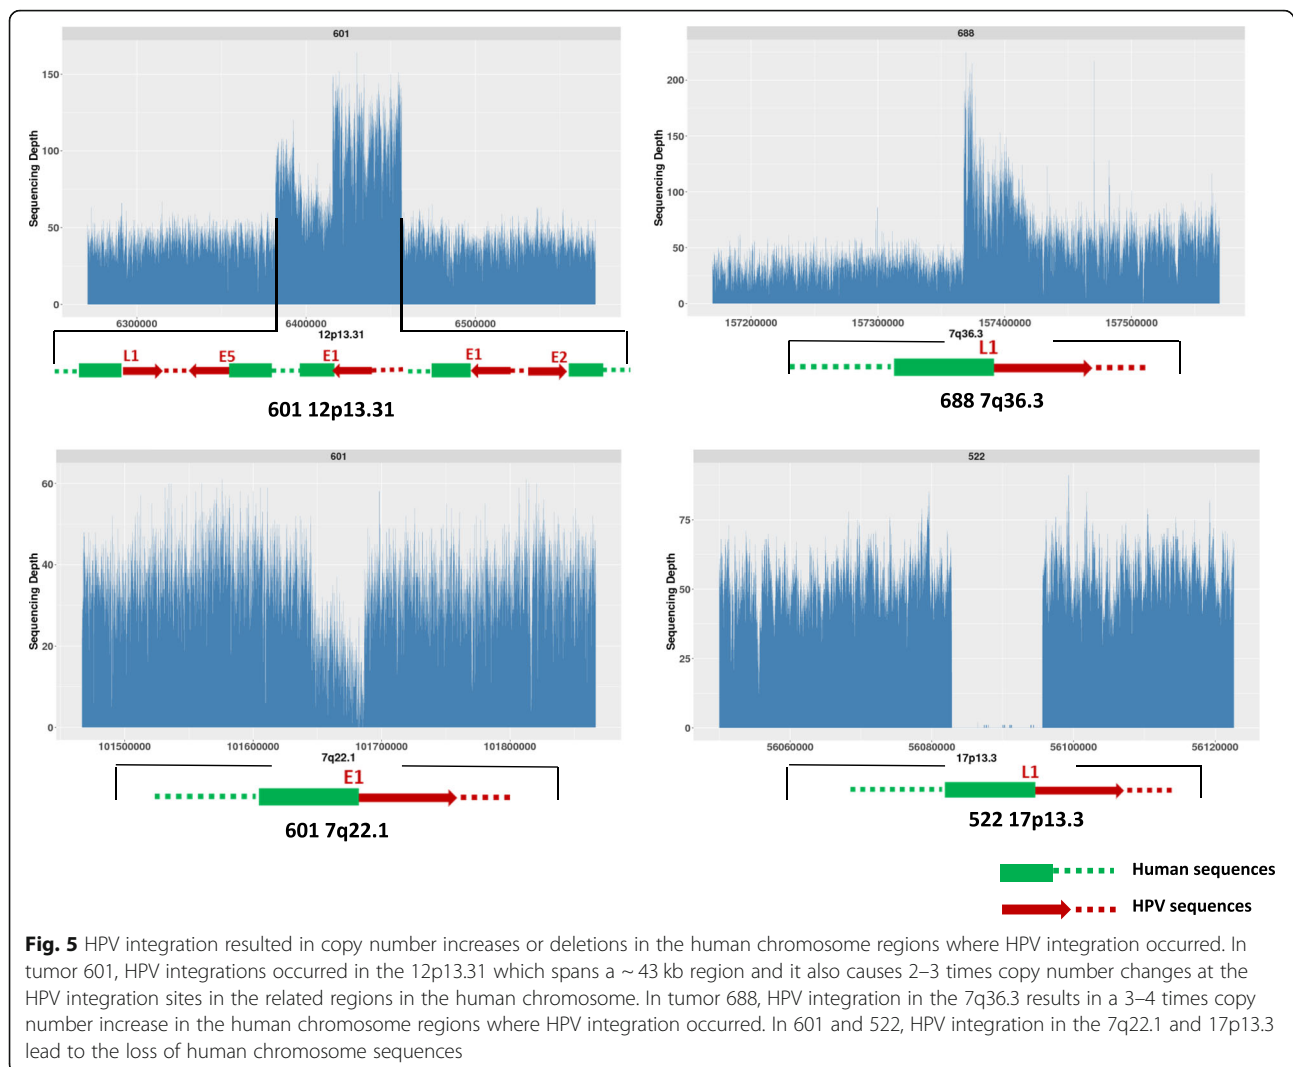 601
Sequencing Depth
150
100
50
0
6300000 6400000 6500000
12p13.31
L1 E5 E1 E1 E2
601 12p13.31
688
Sequencing Depth
200
150
100
50
0
157200000 157300000 157400000 157500000
7q36.3
L1
688 7q36.3
601
Sequencing Depth
60
40
20
0
101500000 101600000 101700000 101800000
7q22.1
E1
601 7q22.1
522
Sequencing Depth
75
50
25
0
56060000 56080000 56100000 56120000
17p13.3
L1
522 17p13.3
Human sequences
HPV sequences
Fig. 5 HPV integration resulted in copy number increases or deletions in the human chromosome regions where HPV integration occurred. In
tumor 601, HPV integrations occurred in the 12p13.31 which spans a ~ 43 kb region and it also causes 2–3 times copy number changes at the
HPV integration sites in the related regions in the human chromosome. In tumor 688, HPV integration in the 7q36.3 results in a 3–4 times copy
number increase in the human chromosome regions where HPV integration occurred. In 601 and 522, HPV integration in the 7q22.1 and 17p13.3
lead to the loss of human chromosome sequences